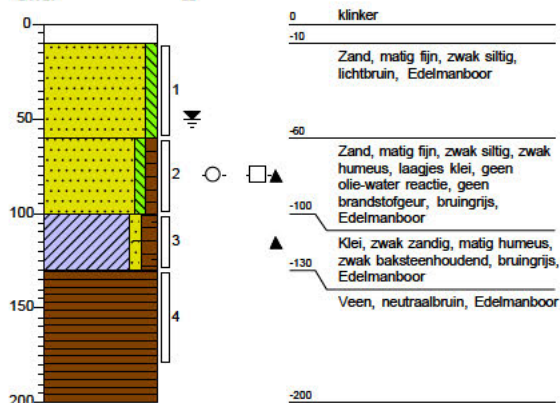 0
50
100
150
200
1
2
3
4
0 klinker
-10
Zand, matig fijn, zwak siltig,
lichtbruin, Edelmanboor
-60
Zand, matig fijn, zwak siltig, zwak
humeus, laagjes klei, geen
olie-water reactie, geen
brandstofgeur, bruingrijs,
Edelmanboor
-100
Klei, zwak zandig, matig humeus,
zwak baksteenhoudend, bruingrijs,
Edelmanboor
-130
Veen, neutraalbruin, Edelmanboor
-200